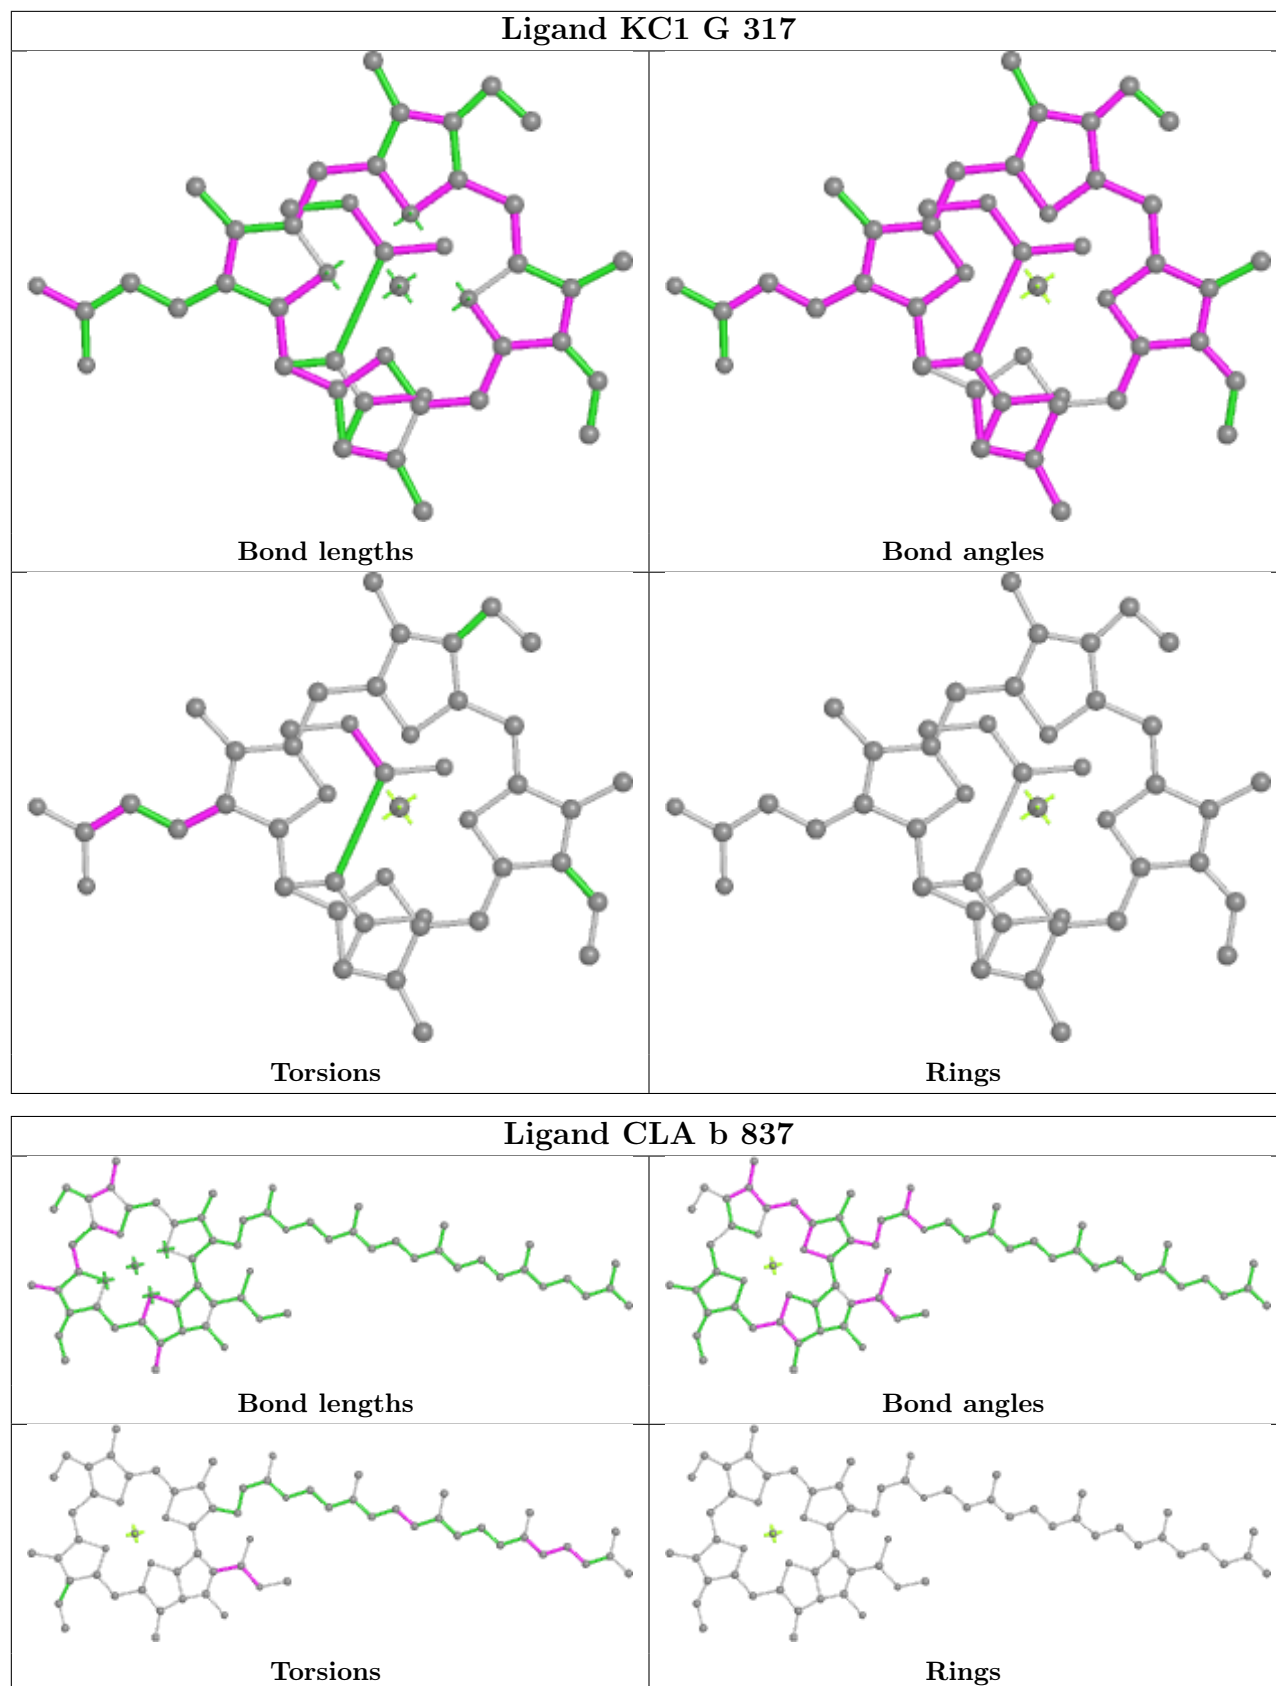 Ligand KC1 G 317
Bond lengths
Bond angles
Torsions
Rings
Ligand CLA b 837
Bond lengths
Bond angles
Torsions
Rings